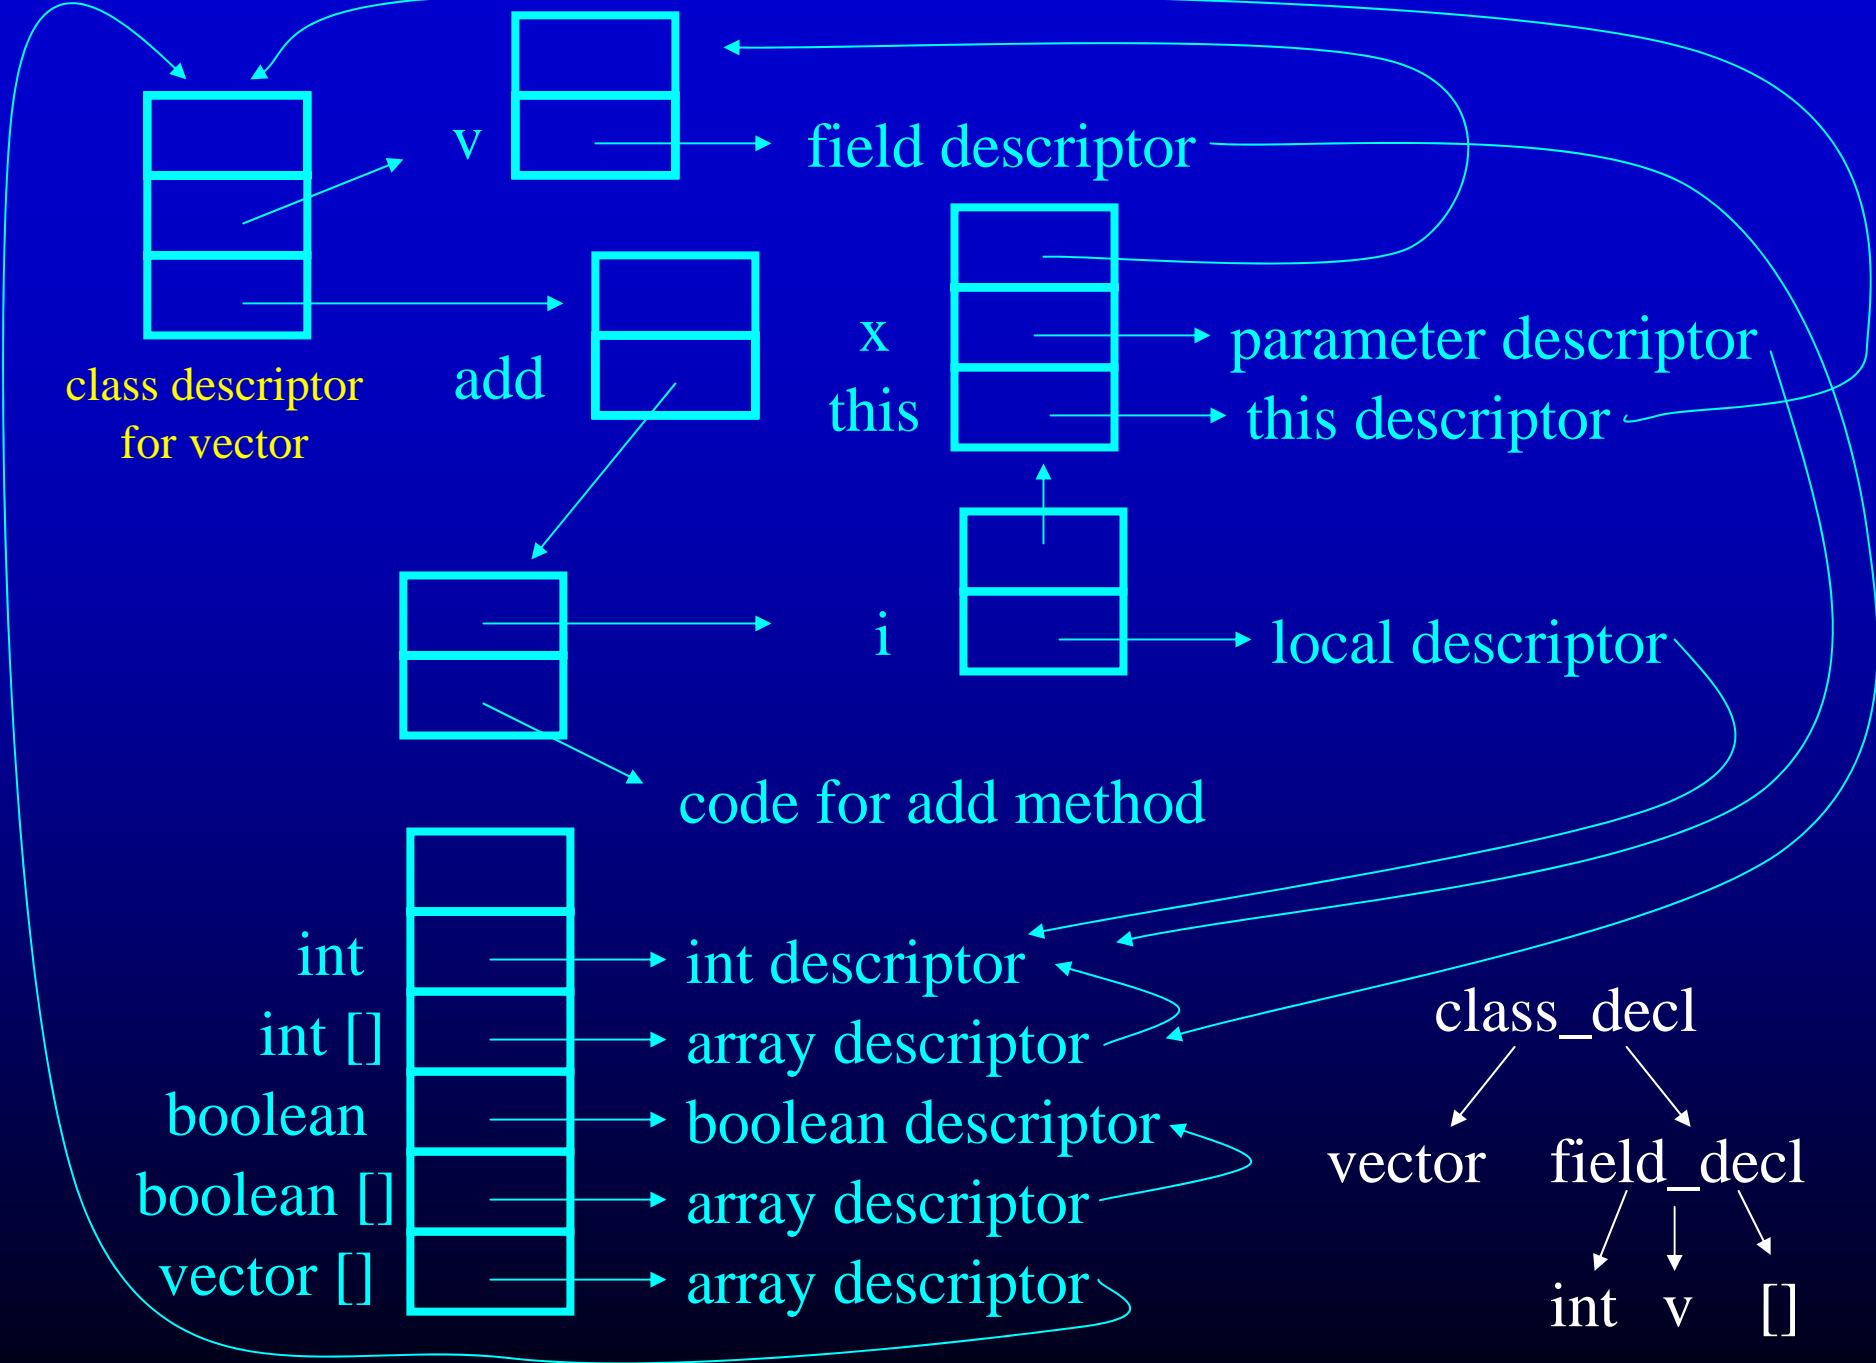 v
field descriptor
class descriptor
for vector
add
x
parameter descriptor
this
this descriptor
i
local descriptor
code for add method
int
int descriptor
int []
array descriptor
boolean
boolean descriptor
boolean []
array descriptor
vector []
array descriptor
class_decl
vector
field_decl
int
v
[]